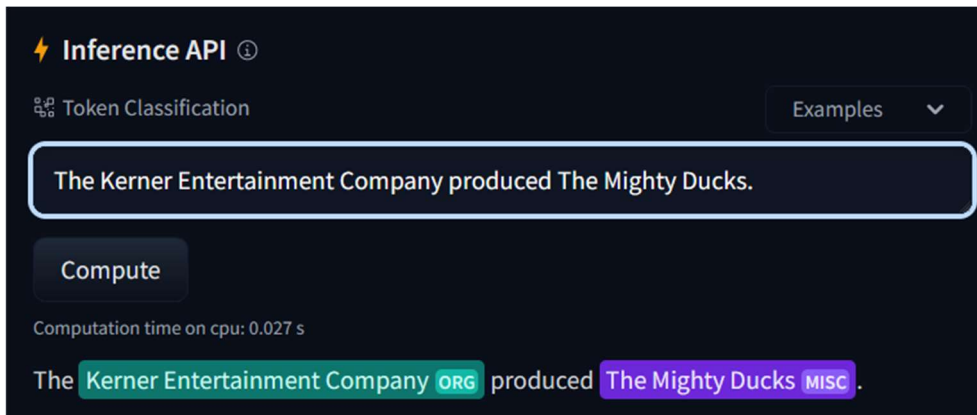 Inference API
Token Classification
Examples
The Kerner Entertainment Company produced The Mighty Ducks.
Compute
Computation time on cpu: 0.027 s
The Kerner Entertainment Company ORG produced The Mighty Ducks MISC .